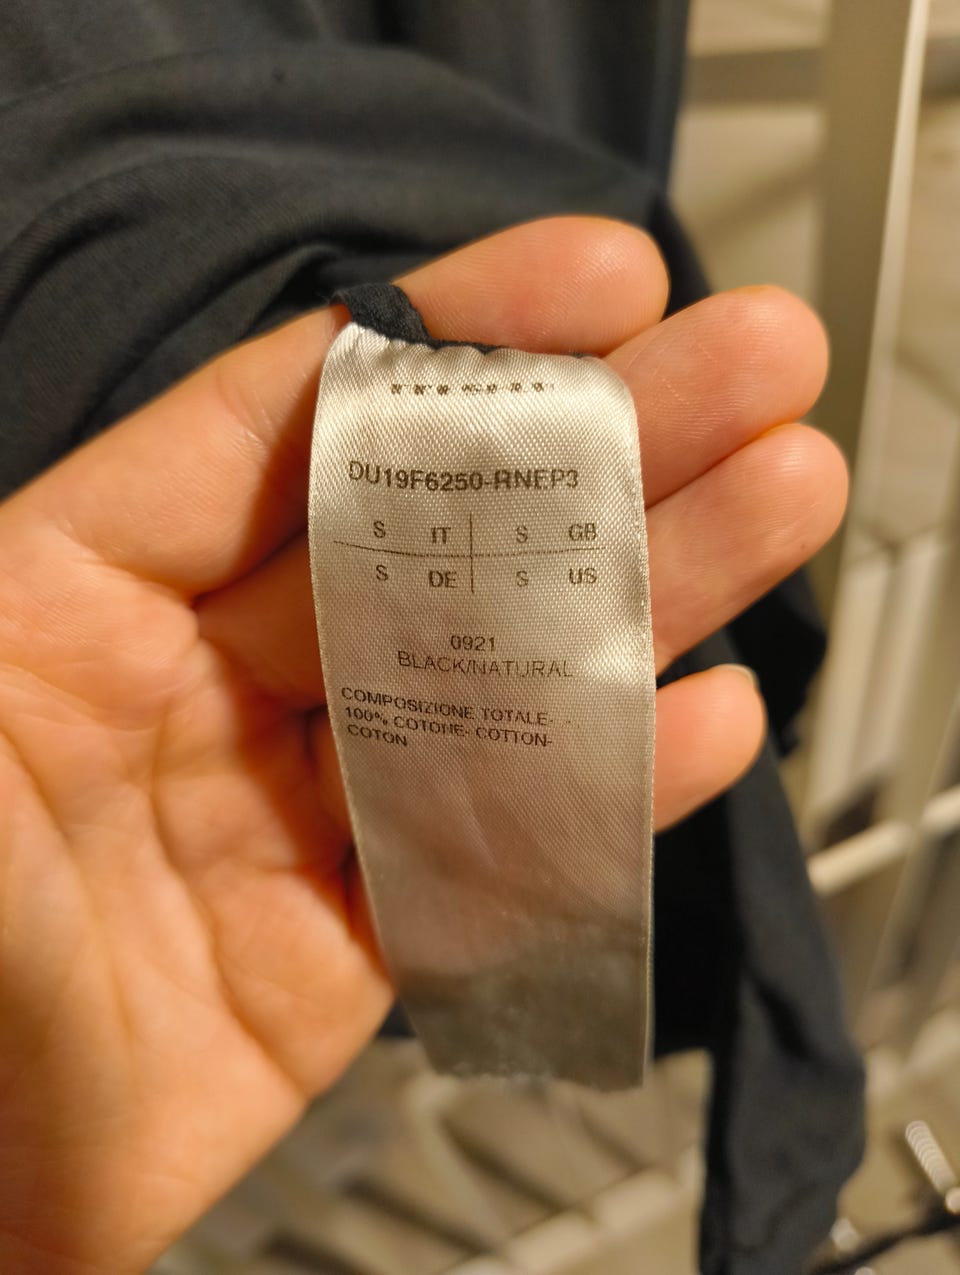 DU19F6250-RNEP3
S IT S GB
S DE S US
0921
BLACK/NATURAL
COMPOSIZIONE TOTALE-
100% COTONE- COTTON-
COTON